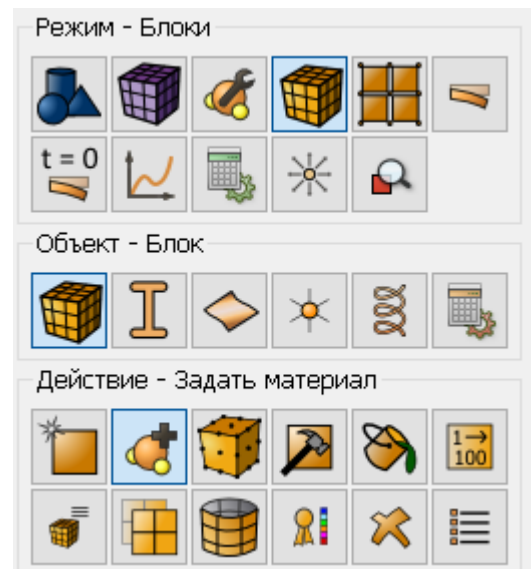 Режим - Блоки
t = 0
Объект - Блок
Действие - Задать материал
1→
100